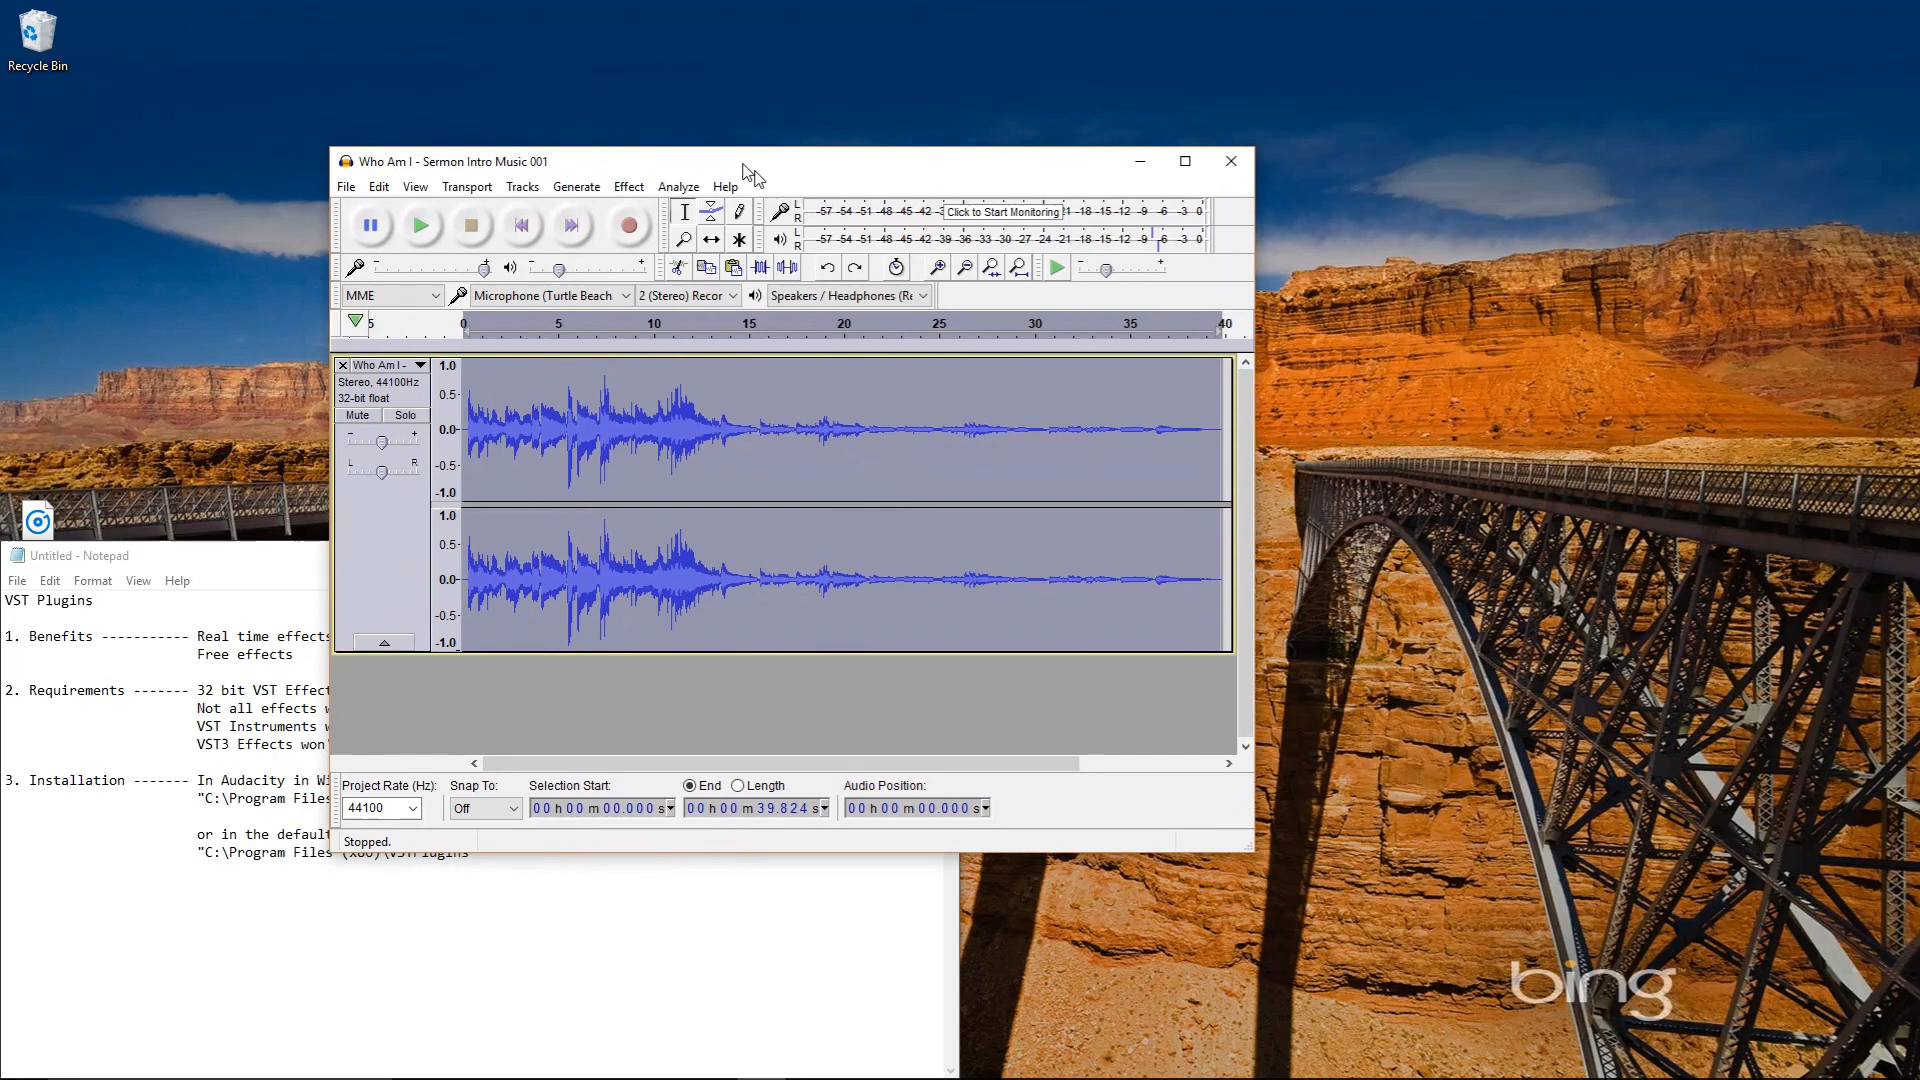 Recycle Bin
Who Am I - Sermon Intro Music 001
File Edit View Transport Tracks Generate Effect Analyze Help
L -57 -54 -51 -48 -45 -42 Click to Start Monitoring -18 -15 -12 -9 -6 -3 0
R
L -57 -54 -51 -48 -45 -42 -39 -36 -33 -30 -27 -24 -21 -18 -15 -12 -9 -6 -3 0
R
- + - + - +
MME Microphone (Turtle Beach 2 (Stereo) Recor Speakers / Headphones (Re
5 0 5 10 15 20 25 30 35 40
Who Am I - 1.0
Stereo, 44100Hz
32-bit float 0.5
Mute Solo
- + 0.0
L R -0.5
-1.0
1.0
0.5
0.0
-0.5
-1.0
Project Rate (Hz): Snap To: Selection Start: End Length Audio Position:
44100 Off 00 h 00 m 00.000 s 00 h 00 m 39.824 s 00 h 00 m 00.000 s
Stopped.
Untitled - Notepad
File Edit Format View Help
VST Plugins
1. Benefits ----------- Real time effects
Free effects
2. Requirements ------- 32 bit VST Effect
Not all effects
VST Instruments
VST3 Effects won'
3. Installation ------- In Audacity in Wi
"C:\Program Files
or in the default
"C:\Program Files (x86)\VSTPlugins
bing